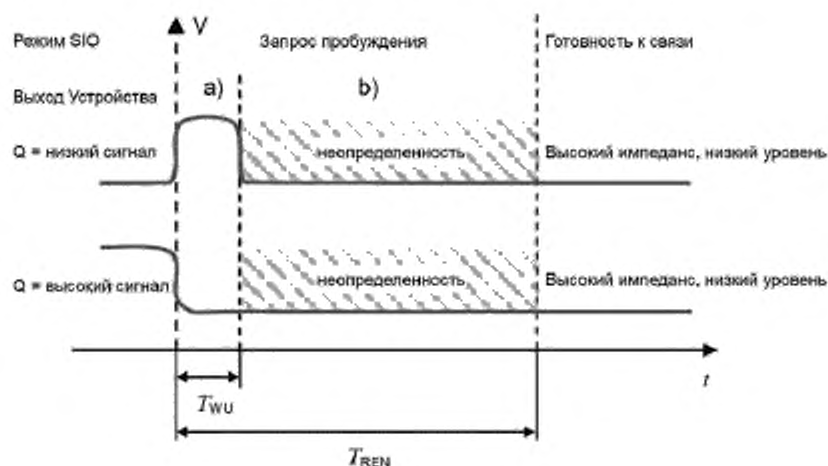 V
Режим SIO Запрос пробуждения Готовность к связи
a) b)
Выход Устройства
Q = низкий сигнал неопределенность Высокий импеданс, низкий уровень
Q = высокий сигнал неопределенность Высокий импеданс, низкий уровень
t
TWU
TREN